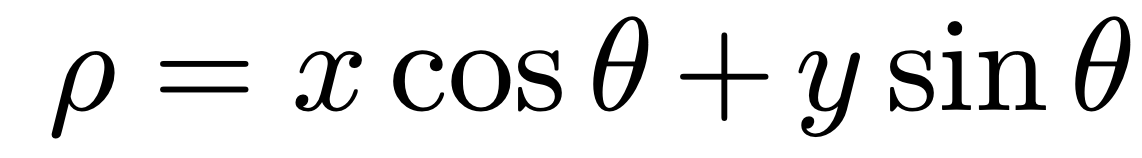 ρ = x cos θ + y sin θ